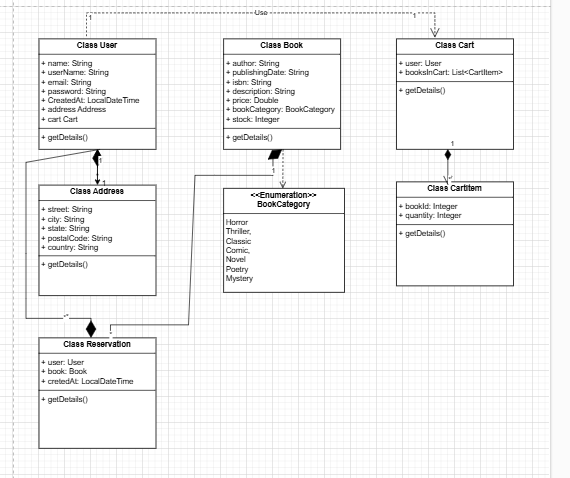 Use
1
1
Class User
+ name: String
+ userName: String
+ email: String
+ password: String
+ CreatedAt: LocalDateTime
+ address Address
+ cart Cart
+ getDetails()
Class Book
+ author: String
+ publishingDate: String
+ isbn: String
+ description: String
+ price: Double
+ bookCategory: BookCategory
+ stock: Integer
+ getDetails()
Class Cart
+ user: User
+ booksInCart: List<CartItem>
+ getDetails()
1
1
1
1
Class Address
+ street: String
+ city: String
+ state: String
+ postalCode: String
+ country: String
+ getDetails()
<<Enumeration>>
BookCategory
Horror
Thriller,
Classic
Comic,
Novel
Poetry
Mystery
Class CartItem
+ bookId: Integer
+ quantity: Integer
+ getDetails()
Class Reservation
+ user: User
+ book: Book
+ cretedAt: LocalDateTime
+ getDetails()